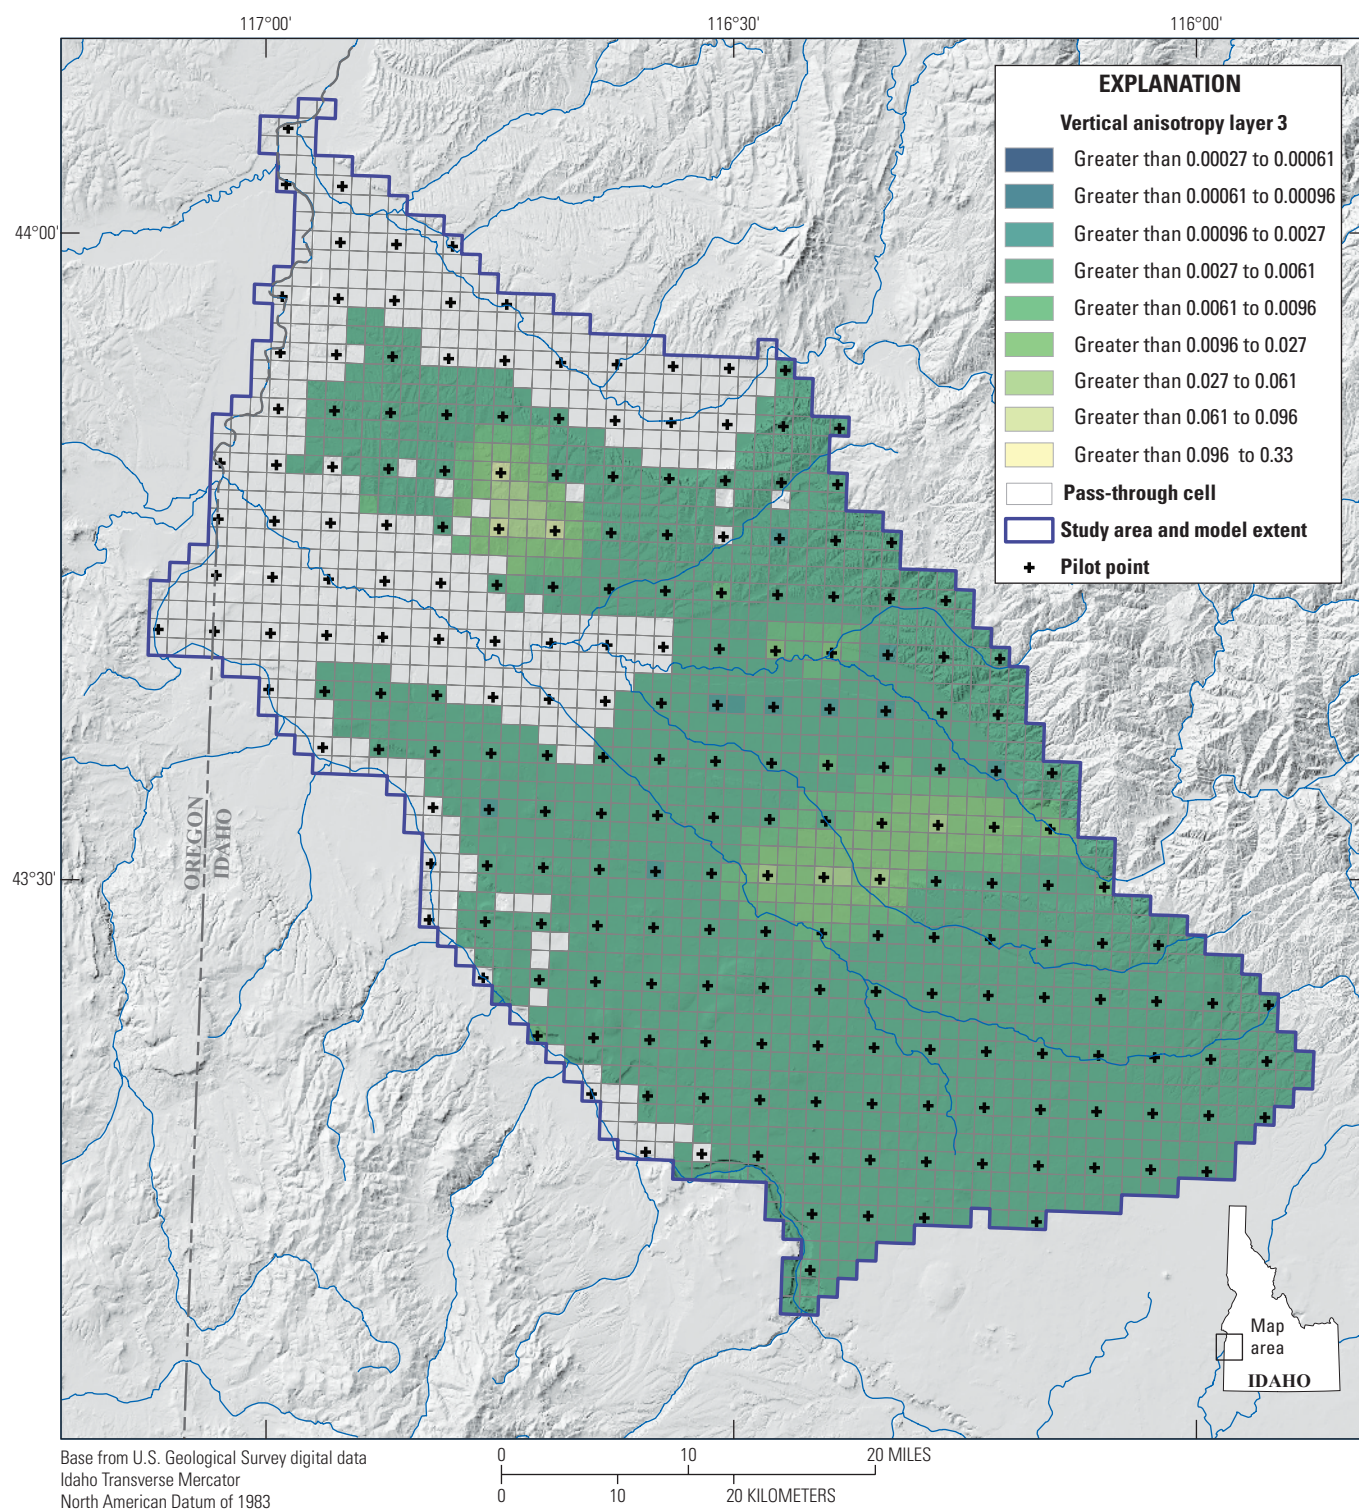 117°00'
116°30'
116°00'
44°00'
43°30'
EXPLANATION
Vertical anisotropy layer 3
Greater than 0.00027 to 0.00061
Greater than 0.00061 to 0.00096
Greater than 0.00096 to 0.0027
Greater than 0.0027 to 0.0061
Greater than 0.0061 to 0.0096
Greater than 0.0096 to 0.027
Greater than 0.027 to 0.061
Greater than 0.061 to 0.096
Greater than 0.096 to 0.33
Pass-through cell
Study area and model extent
Pilot point
OREGON
IDAHO
Map
area
IDAHO
Base from U.S. Geological Survey digital data
Idaho Transverse Mercator
North American Datum of 1983
0 10 20 MILES
0 10 20 KILOMETERS